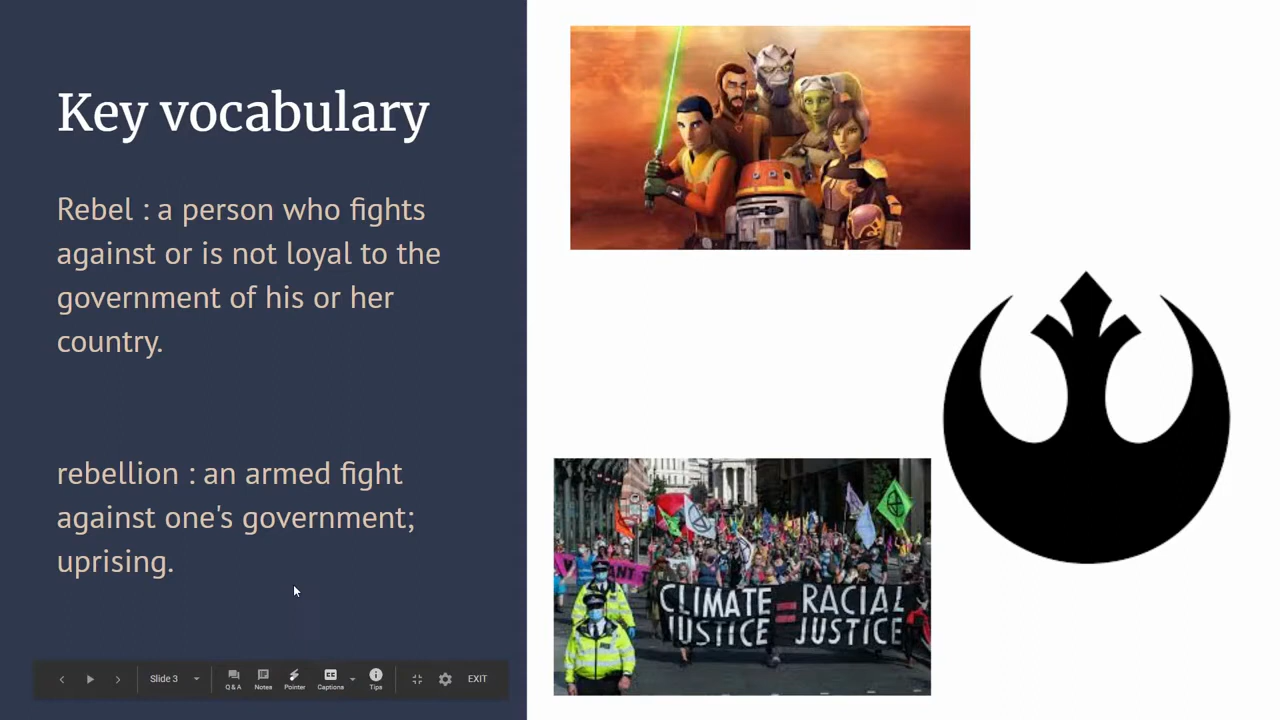 Key vocabulary
Rebel : a person who fights
against or is not loyal to the
government of his or her
country.
rebellion : an armed fight
against one's government;
uprising.
CLIMATE = RACIAL
JUSTICE JUSTICE
Slide 3
Q & A
Notes
Pointer
Captions
Tips
EXIT